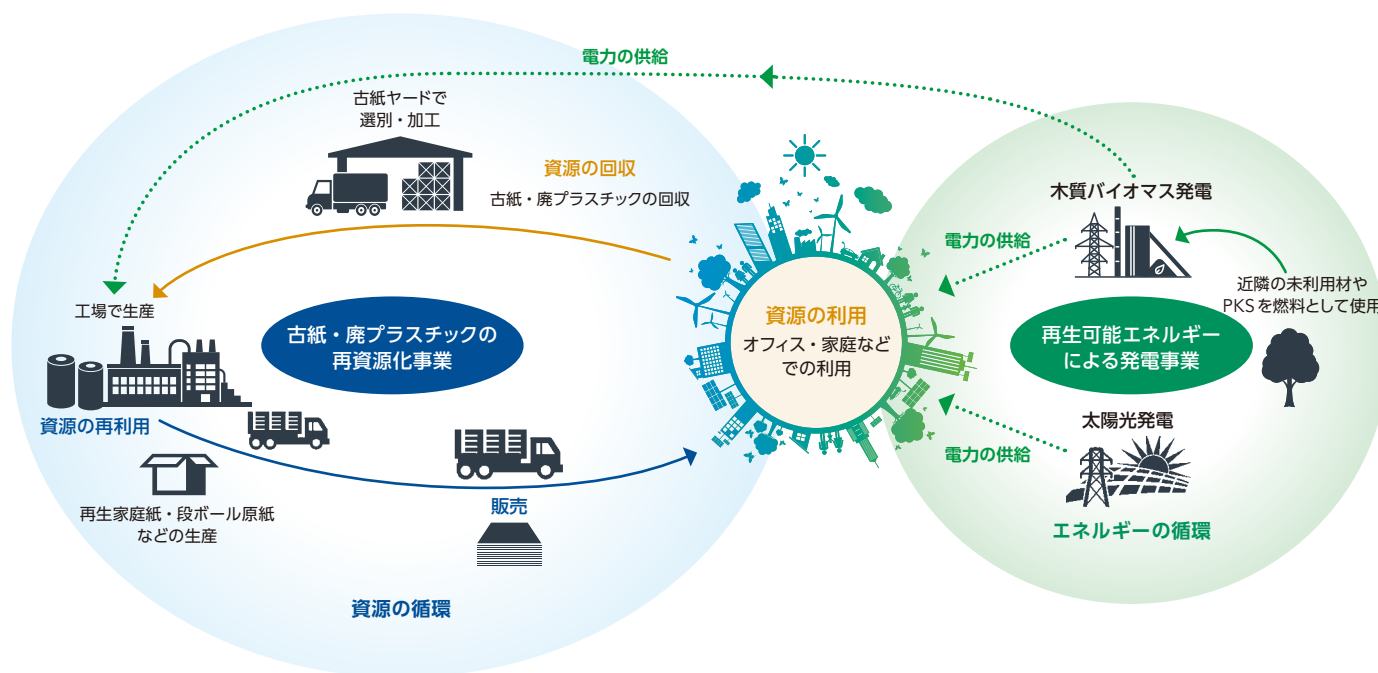 電力の供給
古紙ヤードで
選別・加工
資源の回収
古紙・廃プラスチックの回収
工場で生産
古紙・廃プラスチックの
再資源化事業
資源の再利用
再生家庭紙・段ボール原紙
などの生産
販売
資源の循環
資源の利用
オフィス・家庭など
での利用
木質バイオマス発電
電力の供給
近隣の未利用材や
PKSを燃料として使用
再生可能エネルギー
による発電事業
太陽光発電
電力の供給
エネルギーの循環